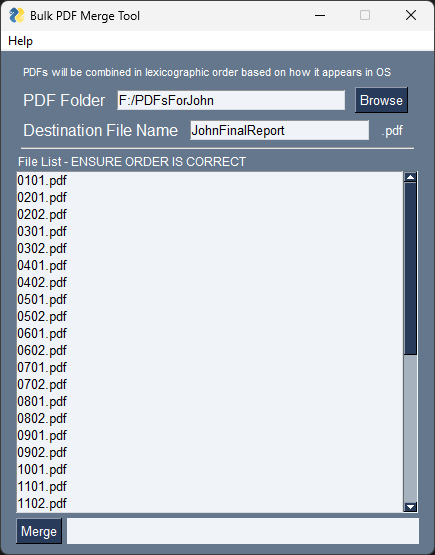 Bulk PDF Merge Tool
Help
PDFs will be combined in lexicographic order based on how it appears in OS
PDF Folder F:/PDFsForJohn Browse
Destination File Name JohnFinalReport .pdf
File List - ENSURE ORDER IS CORRECT
0101.pdf
0201.pdf
0202.pdf
0301.pdf
0302.pdf
0401.pdf
0402.pdf
0501.pdf
0502.pdf
0601.pdf
0602.pdf
0701.pdf
0702.pdf
0801.pdf
0802.pdf
0901.pdf
0902.pdf
1001.pdf
1101.pdf
1102.pdf
Merge